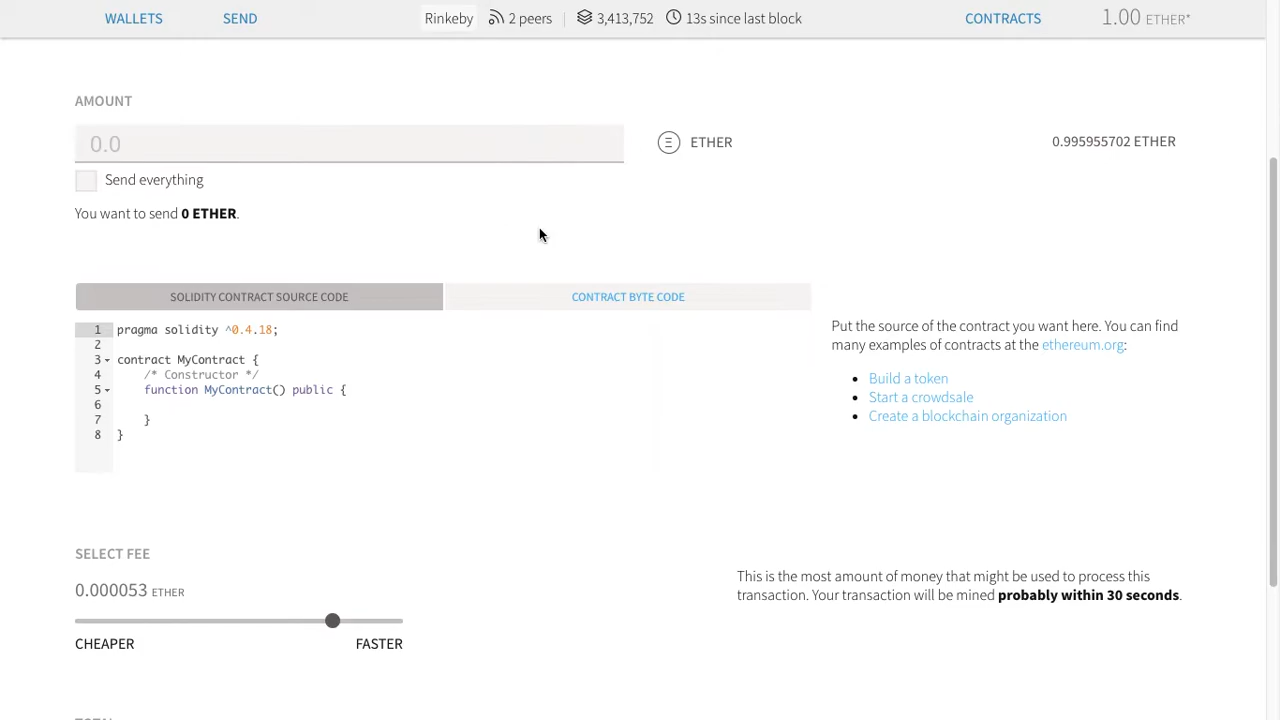 WALLETS SEND Rinkeby 2 peers 3,413,752 13s since last block CONTRACTS 1.00 ETHER*
AMOUNT
0.0 ETHER 0.995955702 ETHER
Send everything
You want to send 0 ETHER.
SOLIDITY CONTRACT SOURCE CODE CONTRACT BYTE CODE
1 pragma solidity ^0.4.18;
2
3 contract MyContract {
4 /* Constructor */
5 function MyContract() public {
6
7 }
8 }
Put the source of the contract you want here. You can find
many examples of contracts at the ethereum.org:
Build a token
Start a crowdsale
Create a blockchain organization
SELECT FEE
0.000053 ETHER
CHEAPER FASTER
This is the most amount of money that might be used to process this
transaction. Your transaction will be mined probably within 30 seconds.